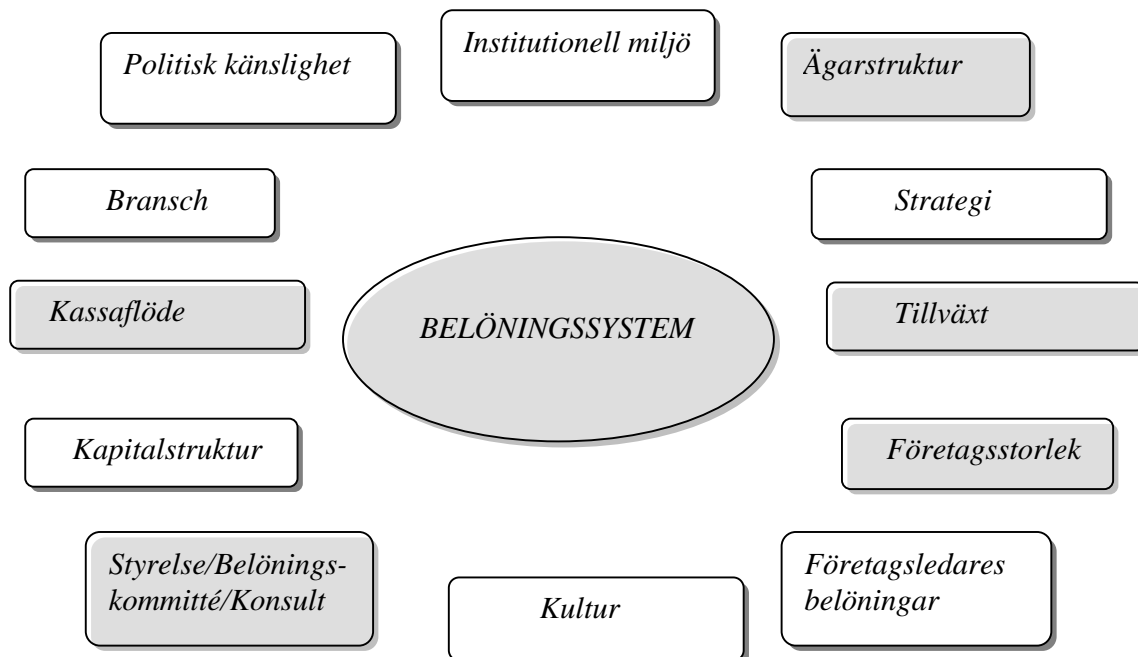 Institutionell miljö
Politisk känslighet
Ägarstruktur
Bransch
Strategi
Kassaflöde
BELÖNINGSSYSTEM
Tillväxt
Kapitalstruktur
Företagsstorlek
Styrelse/Belönings-
kommitté/Konsult
Kultur
Företagsledares
belöningar